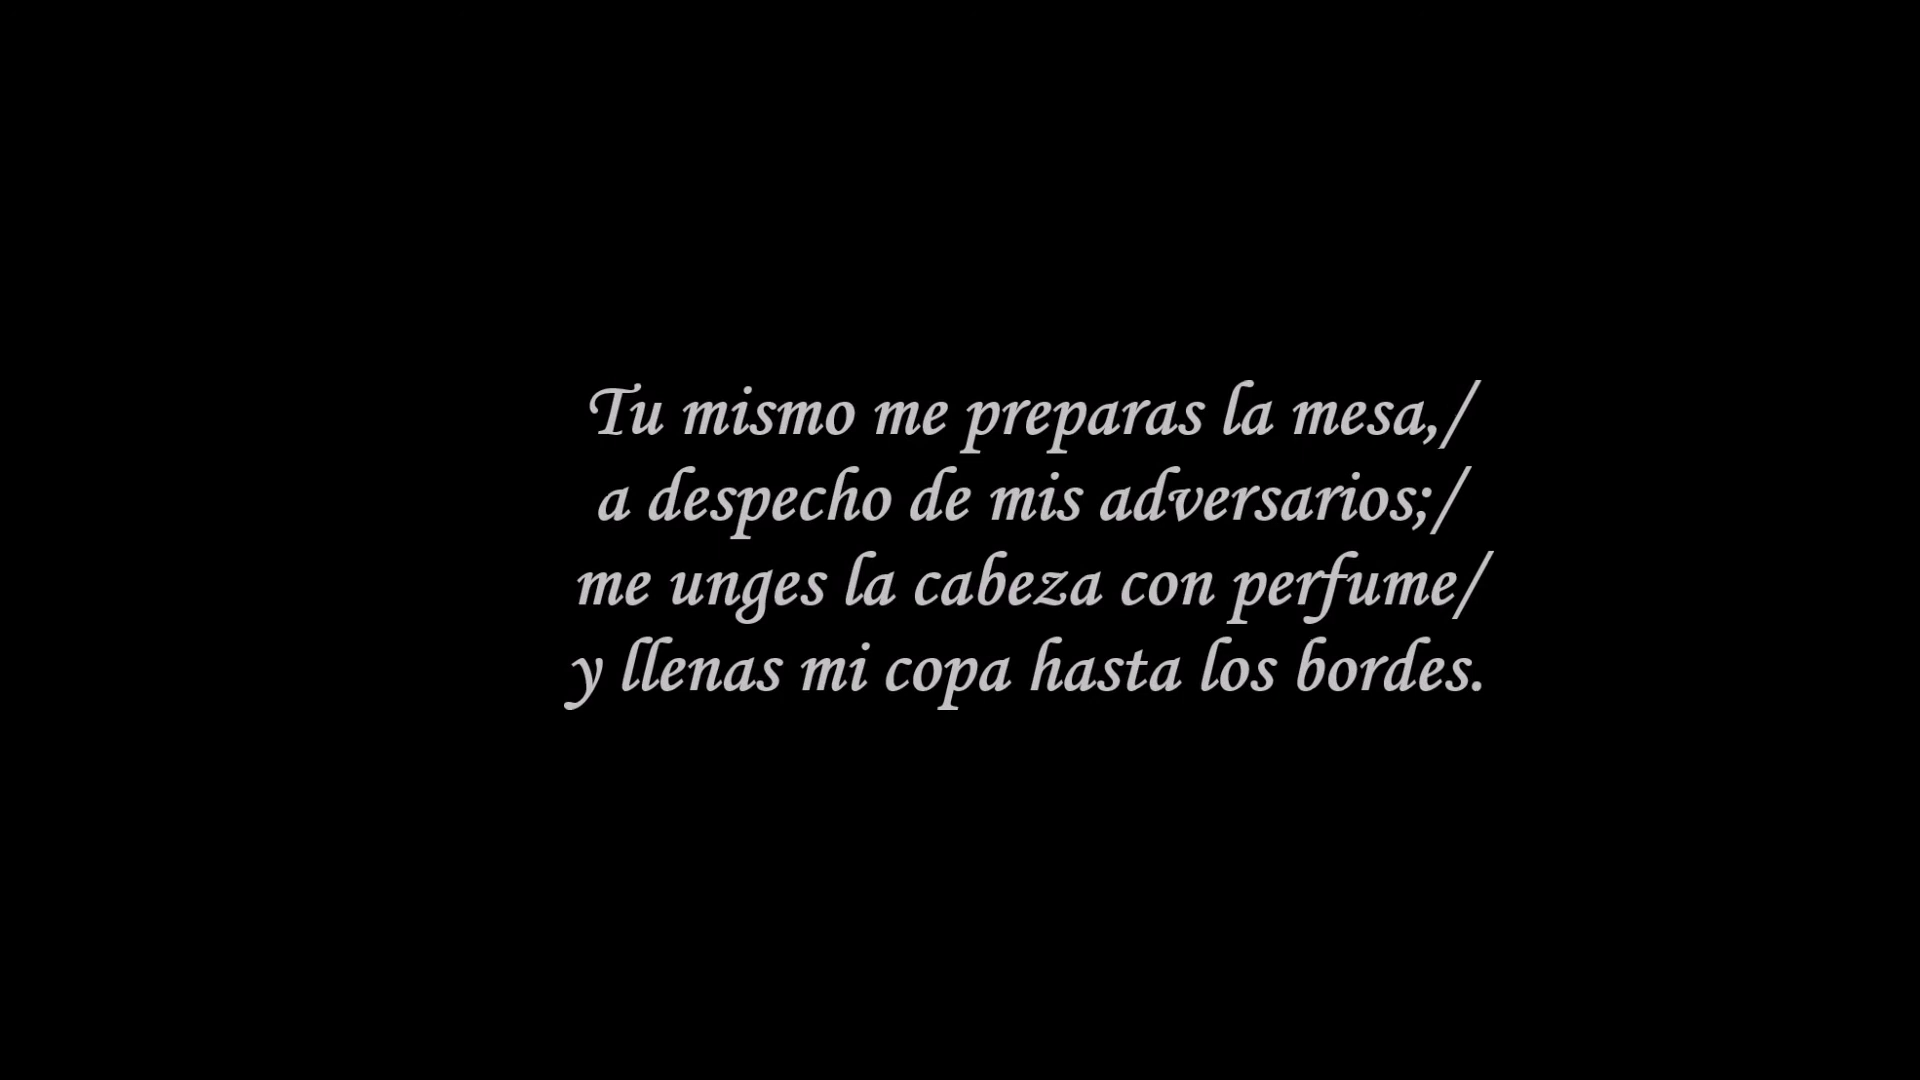 Tu mismo me preparas la mesa,/
a despecho de mis adversarios;/
me unges la cabeza con perfume/
y llenas mi copa hasta los bordes.